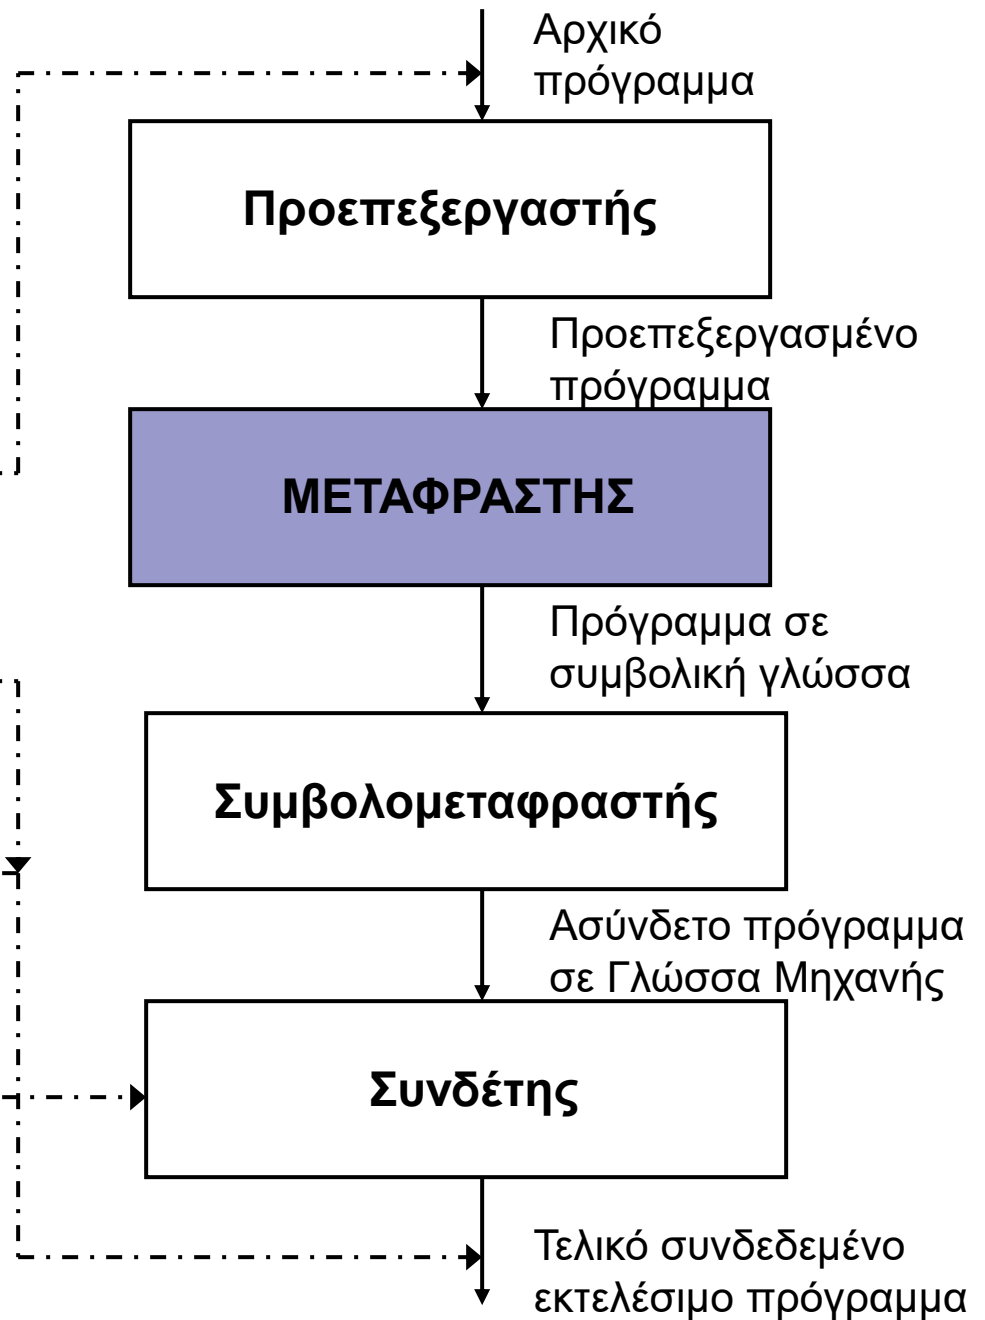 Αρχικό
πρόγραμμα
Προεπεξεργαστής
Προεπεξεργασμένο
πρόγραμμα
ΜΕΤΑΦΡΑΣΤΗΣ
Πρόγραμμα σε
συμβολική γλώσσα
Συμβολομεταφραστής
Ασύνδετο πρόγραμμα
σε Γλώσσα Μηχανής
Συνδέτης
Τελικό συνδεδεμένο
εκτελέσιμο πρόγραμμα